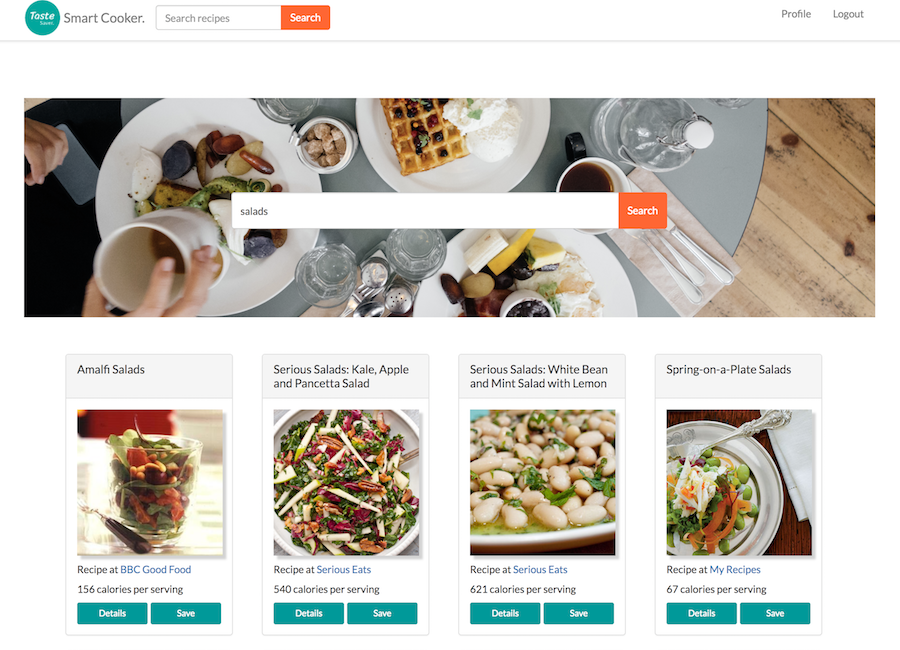 Taste
Saver.
Smart Cooker.
Search recipes
Search
Profile
Logout
salads
Search
Amalfi Salads
Serious Salads: Kale, Apple
and Pancetta Salad
Serious Salads: White Bean
and Mint Salad with Lemon
Spring-on-a-Plate Salads
Recipe at BBC Good Food
156 calories per serving
Details
Save
Recipe at Serious Eats
540 calories per serving
Details
Save
Recipe at Serious Eats
621 calories per serving
Details
Save
Recipe at My Recipes
67 calories per serving
Details
Save